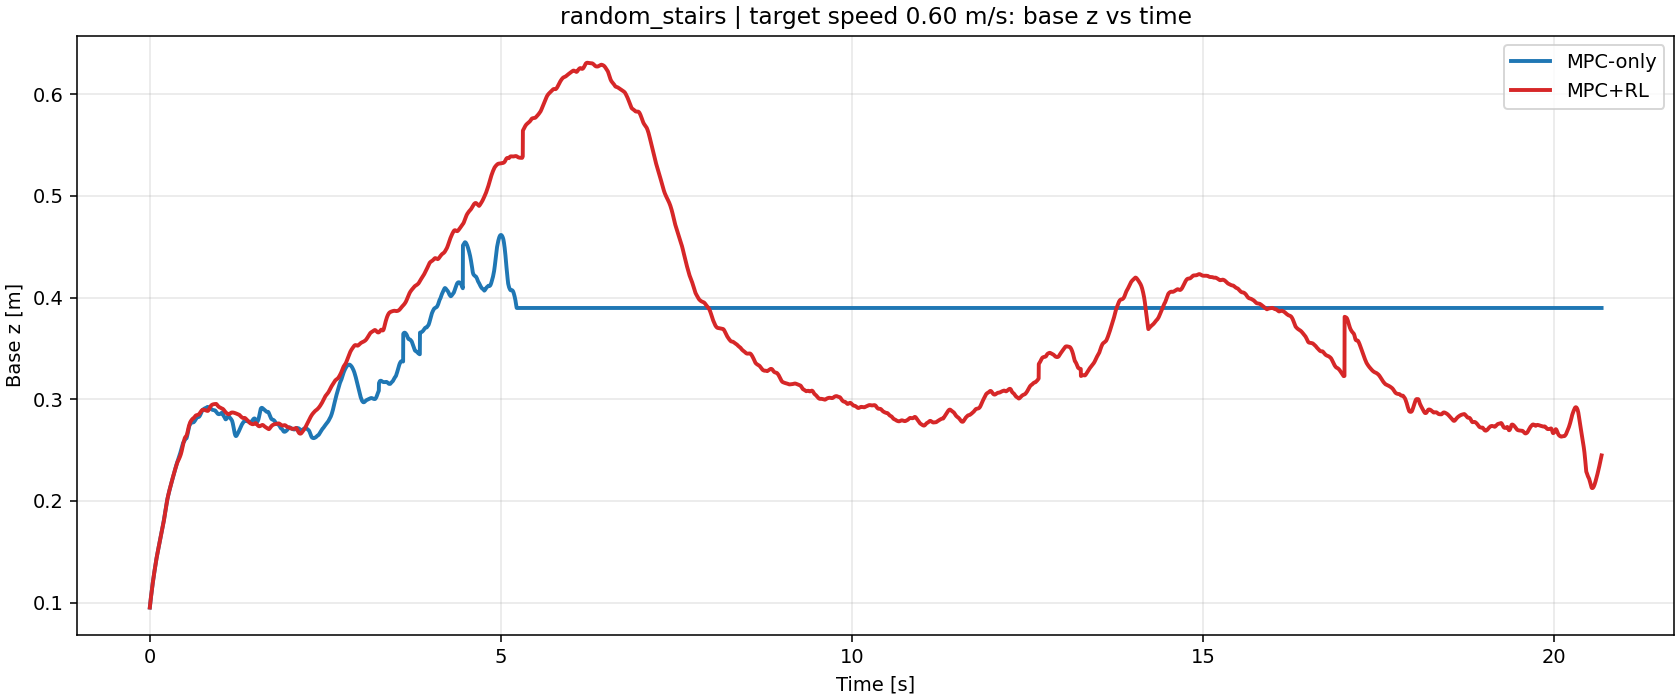 random_stairs | target speed 0.60 m/s: base z vs time
MPC-only
MPC+RL
Base z [m]
0.6
0.5
0.4
0.3
0.2
0.1
0 5 10 15 20
Time [s]